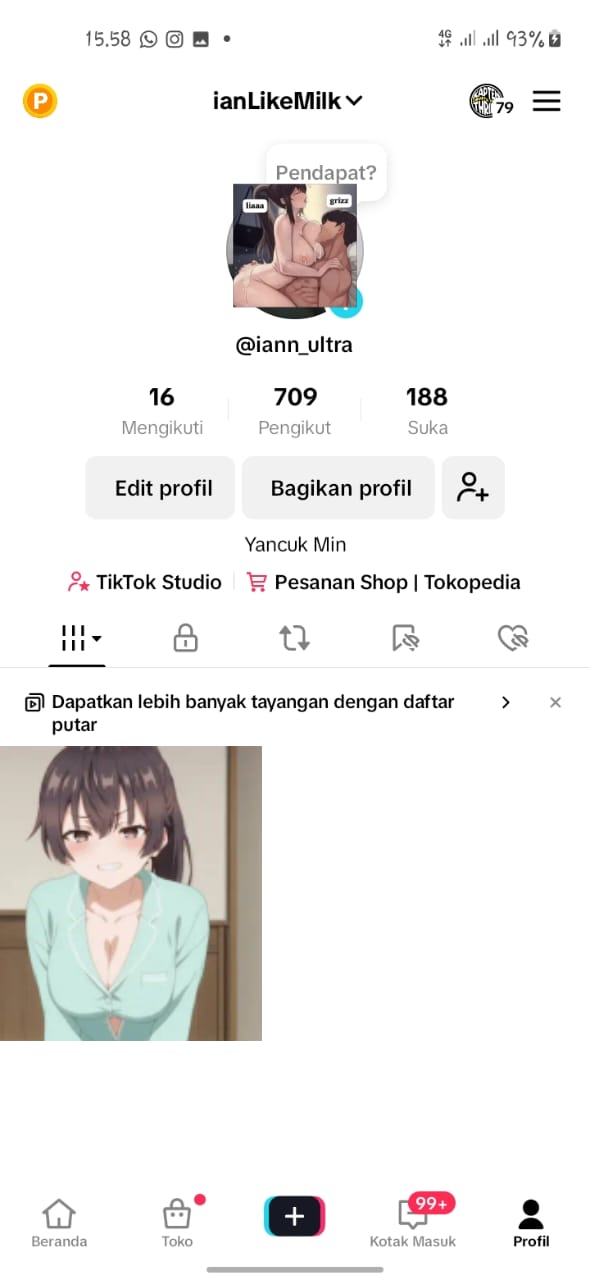 15.58
4G
93%
P
ianLikeMilk
79
Pendapat?
liaaa
grizz
@iann_ultra
16
709
188
Mengikuti
Pengikut
Suka
Edit profil
Bagikan profil
Yancuk Min
TikTok Studio
Pesanan Shop | Tokopedia
Dapatkan lebih banyak tayangan dengan daftar
putar
99+
Beranda
Toko
Kotak Masuk
Profil